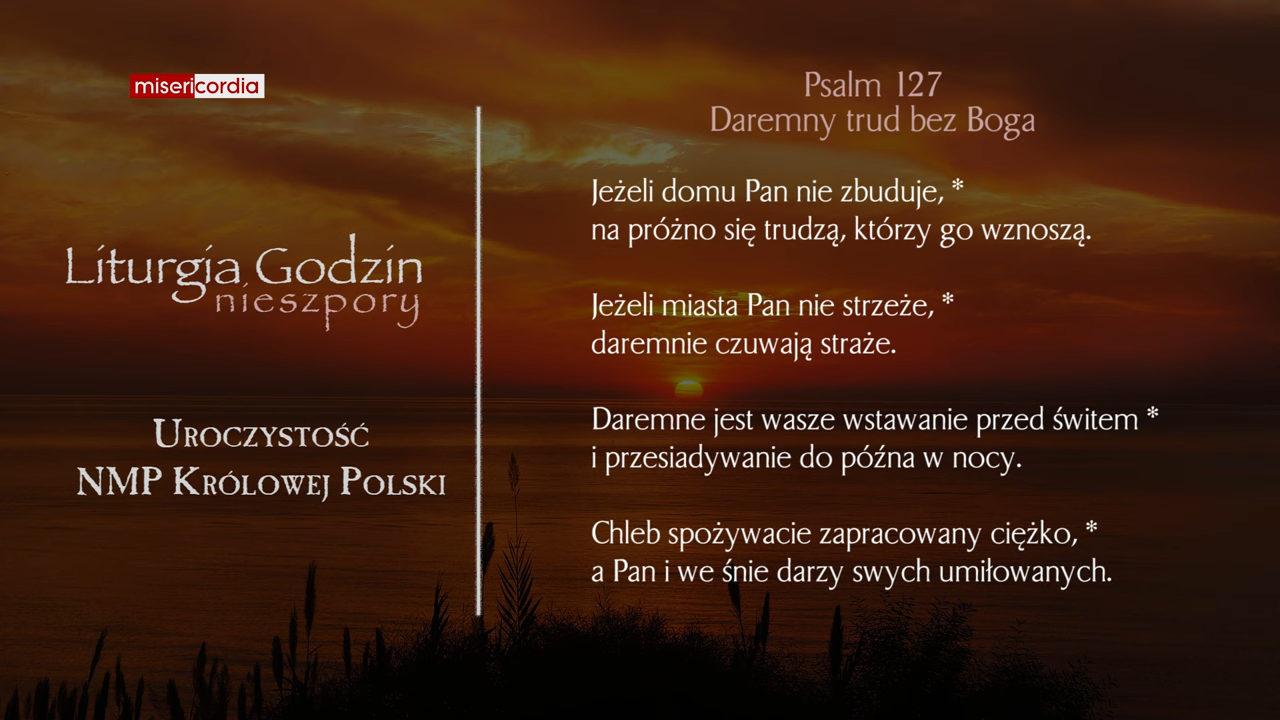 misericordia
Liturgia Godzin
nieszpory
Uroczystość
NMP Królowej Polski
Psalm 127
Daremny trud bez Boga
Jeżeli domu Pan nie zbuduje, *
na próżno się trudzą, którzy go wznoszą.
Jeżeli miasta Pan nie strzeże, *
daremnie czuwają straże.
Daremne jest wasze wstawanie przed świtem *
i przesiadywanie do późna w nocy.
Chleb spożywacie zapracowany ciężko, *
a Pan i we śnie darzy swych umiłowanych.